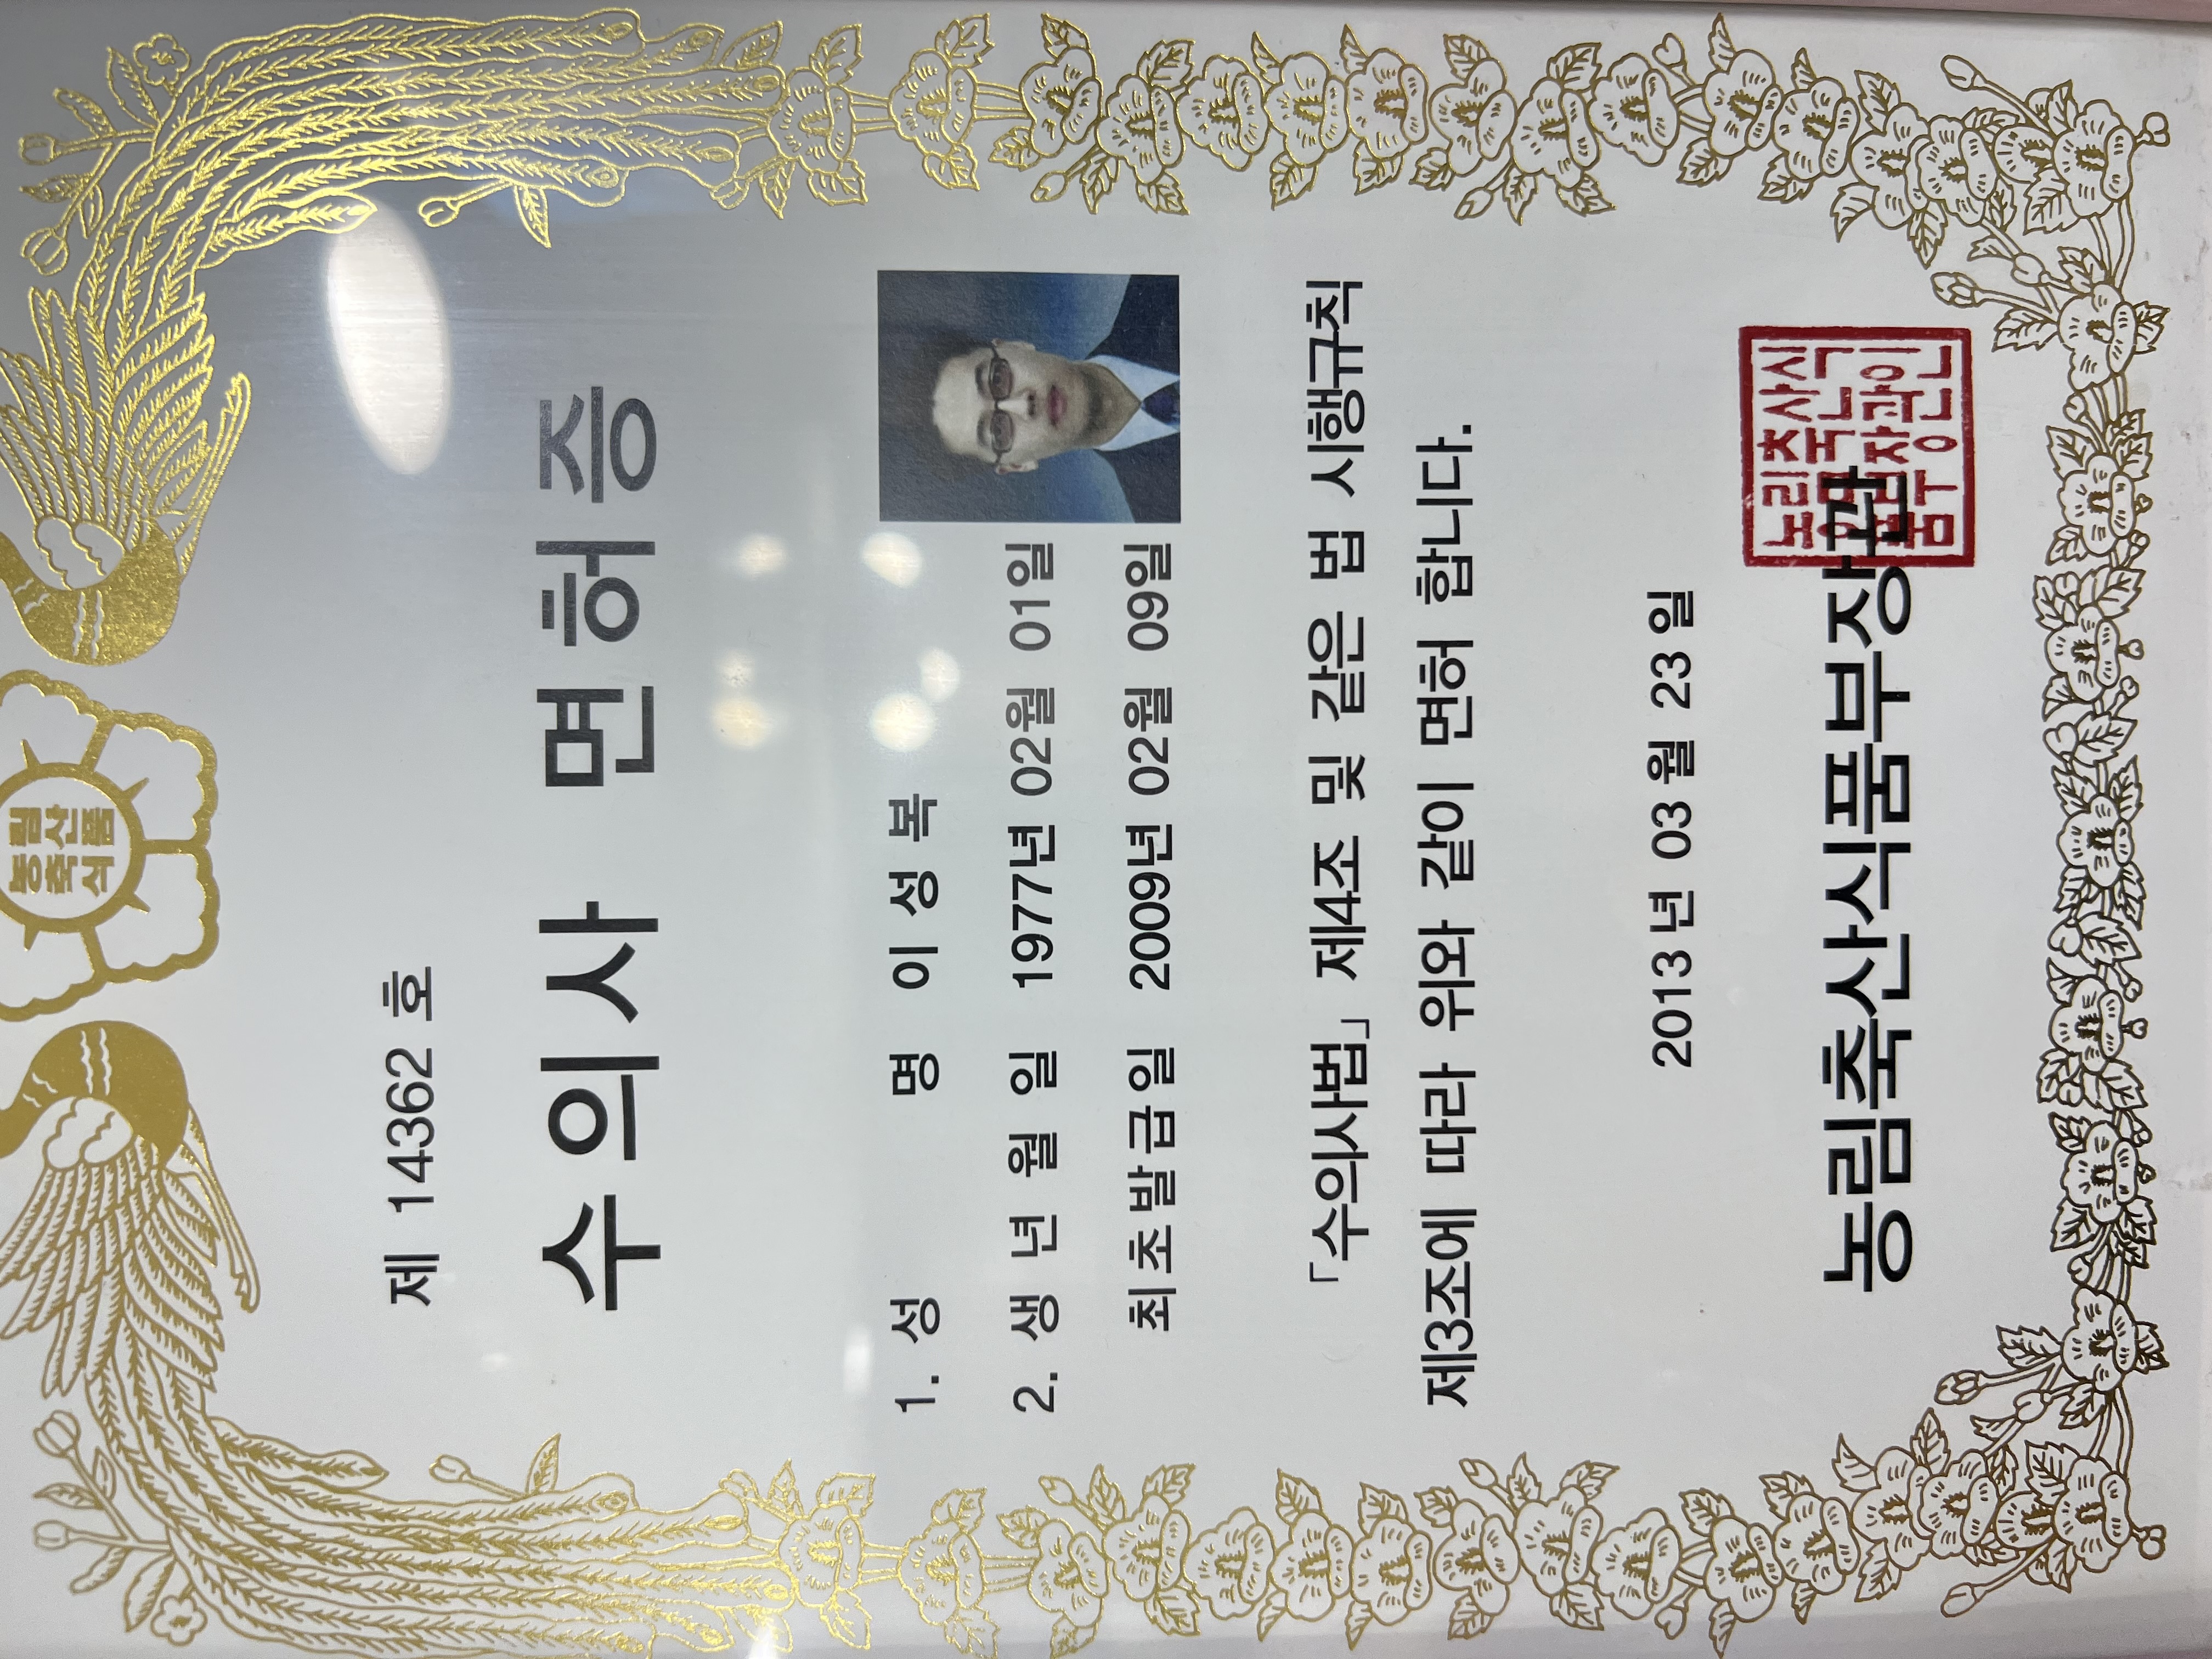 농림
축산
식품
제 14362 호
수의사 면허증
1. 성 명 이 성 복
2. 생 년 월 일 1977년 02월 01일
최초발급일 2009년 02월 09일
「수의사법」 제4조 및 같은 법 시행규칙
제3조에 따라 위와 같이 면허 합니다.
2013 년 03 월 23 일
농림축산식품부장관
농림축산식
품부장관인